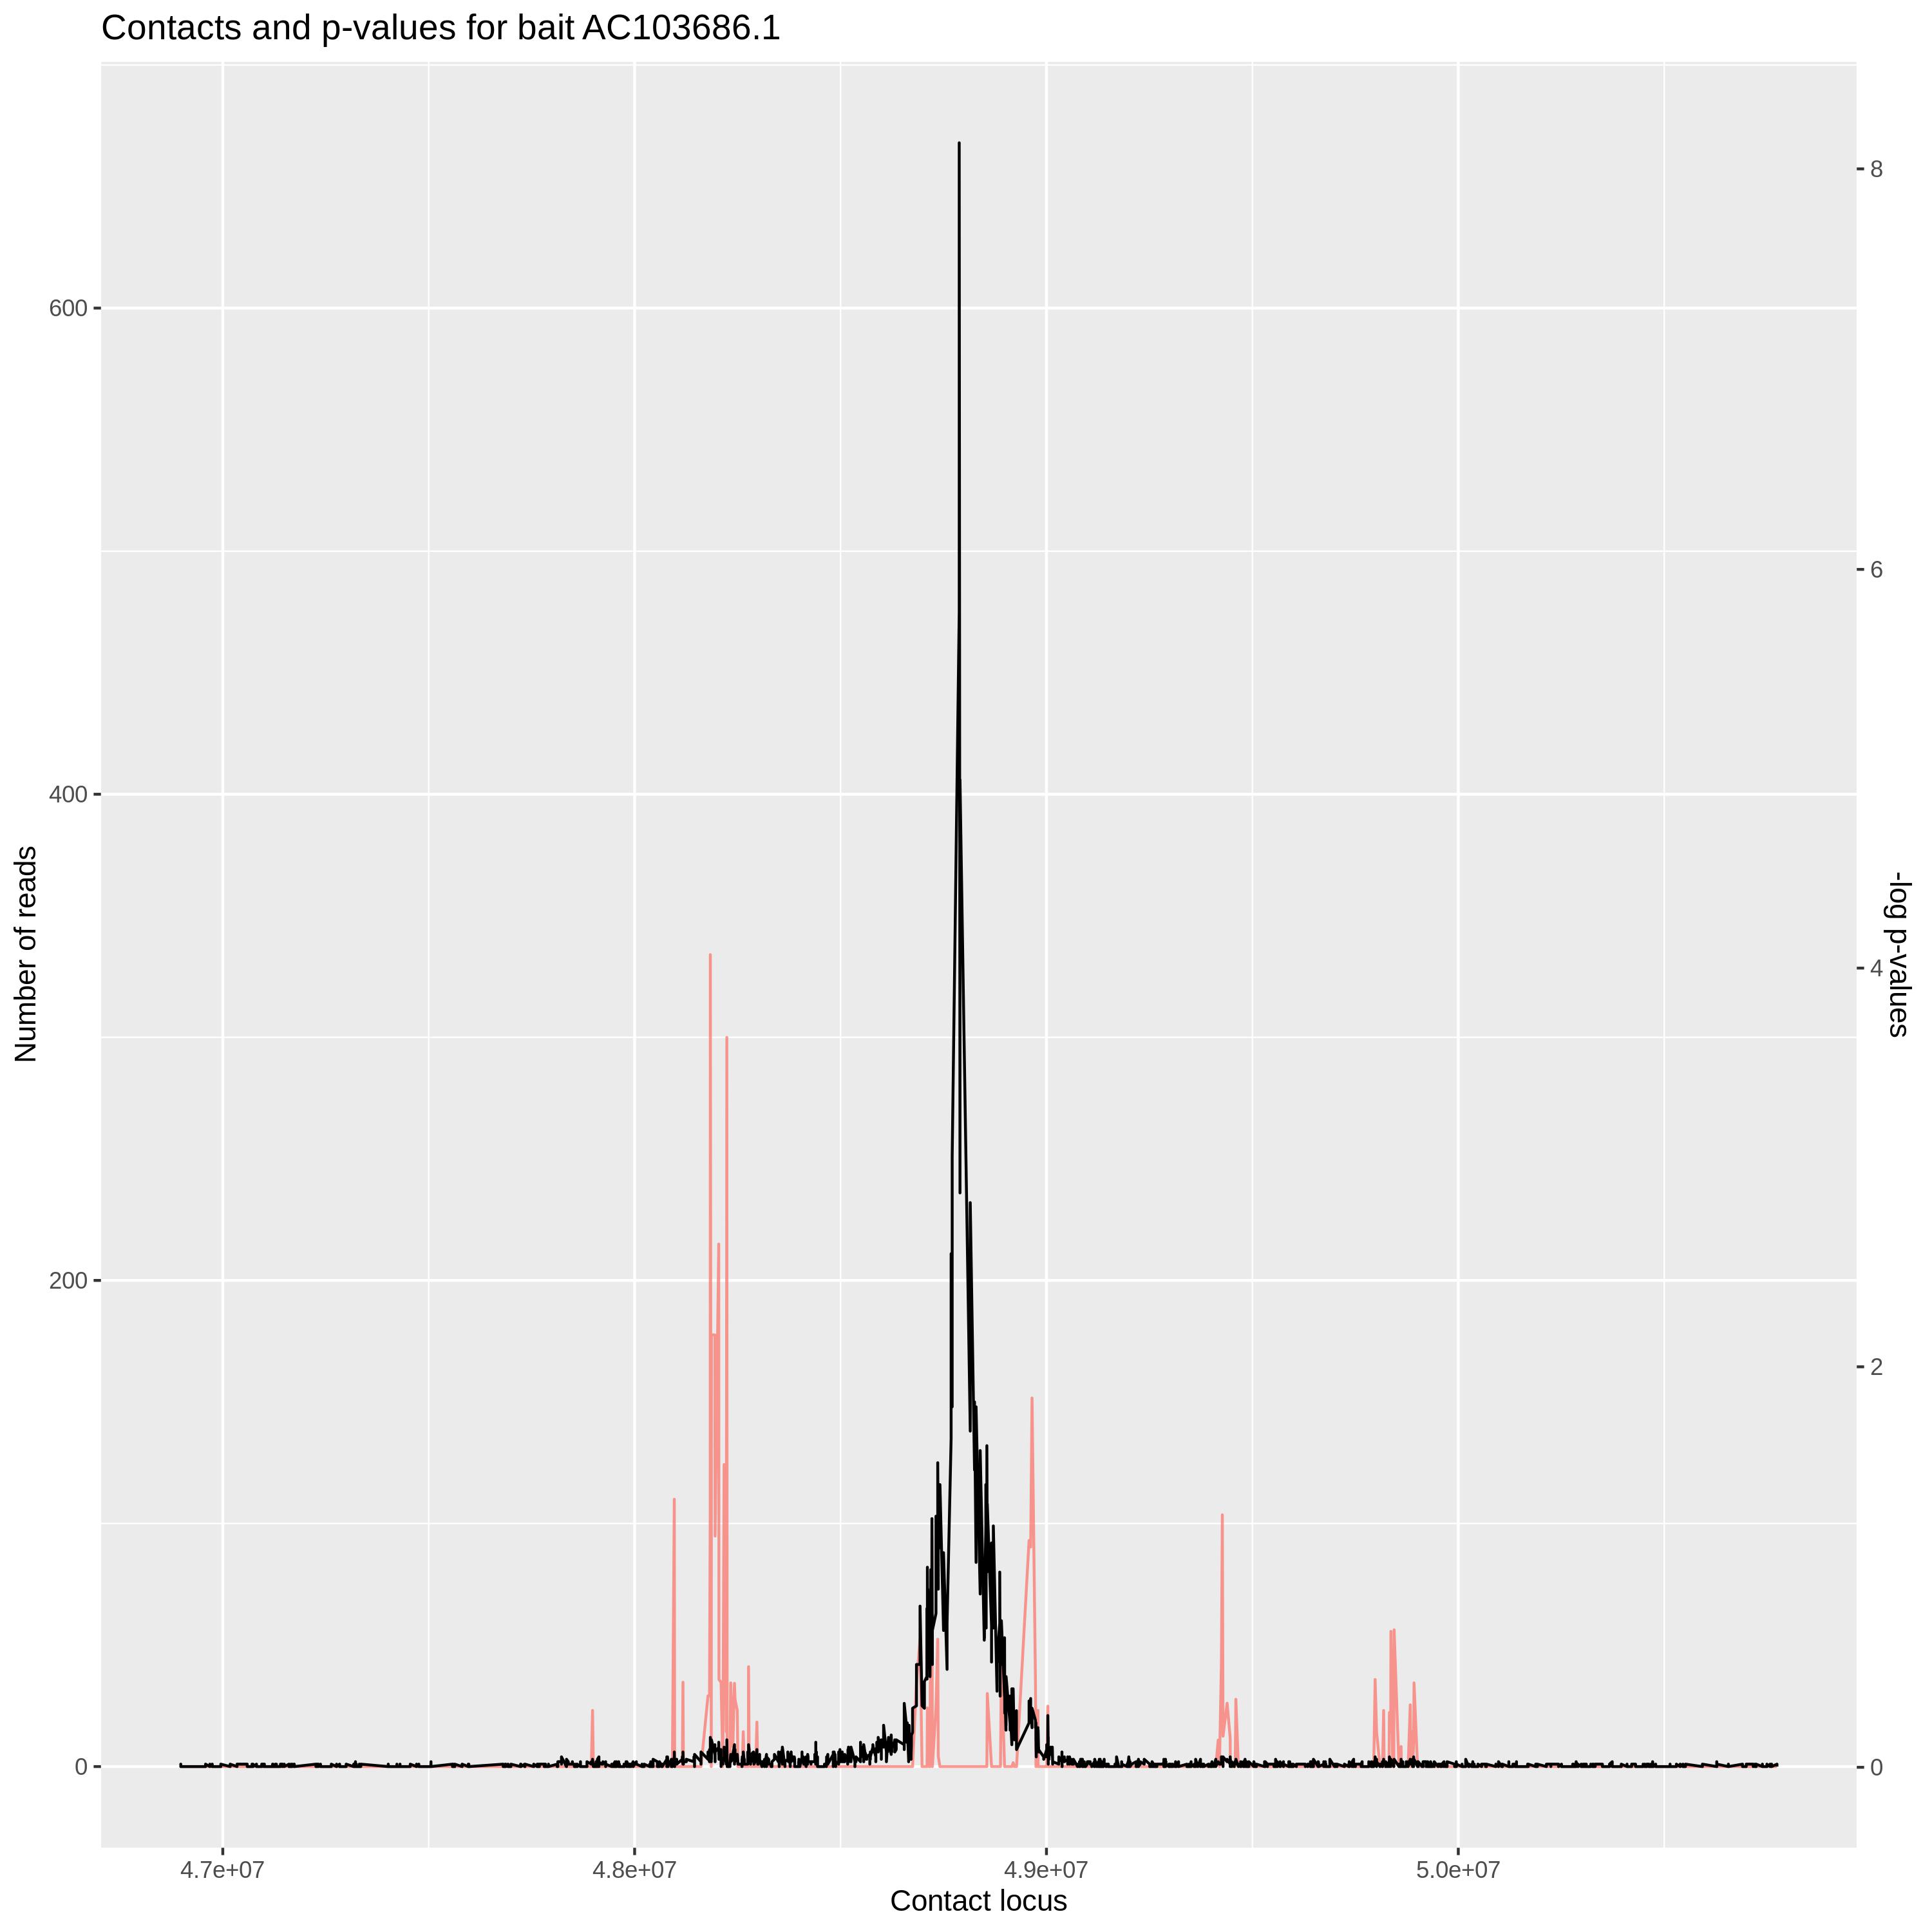 Contacts and p-values for bait AC103686.1
Number of reads
600
400
200
0
8
6
4
2
0
-log p-values
4.7e+07
4.8e+07
4.9e+07
5.0e+07
Contact locus